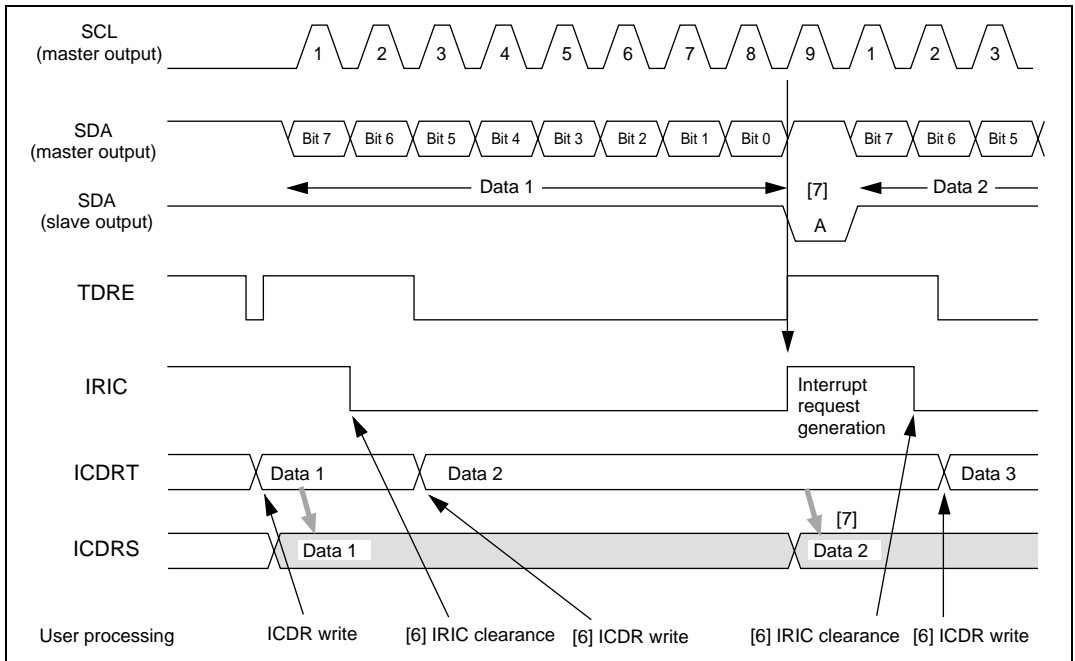 SCL
(master output)
1 2 3 4 5 6 7 8 9 1 2 3
SDA
(master output)
Bit 7 Bit 6 Bit 5 Bit 4 Bit 3 Bit 2 Bit 1 Bit 0 Bit 7 Bit 6 Bit 5
Data 1 [7] Data 2
SDA
(slave output)
A
TDRE
IRIC
Interrupt
request
generation
ICDRT
Data 1 Data 2 Data 3
[7]
ICDRS
Data 1 Data 2
User processing
ICDR write
[6] IRIC clearance
[6] ICDR write
[6] IRIC clearance
[6] ICDR write